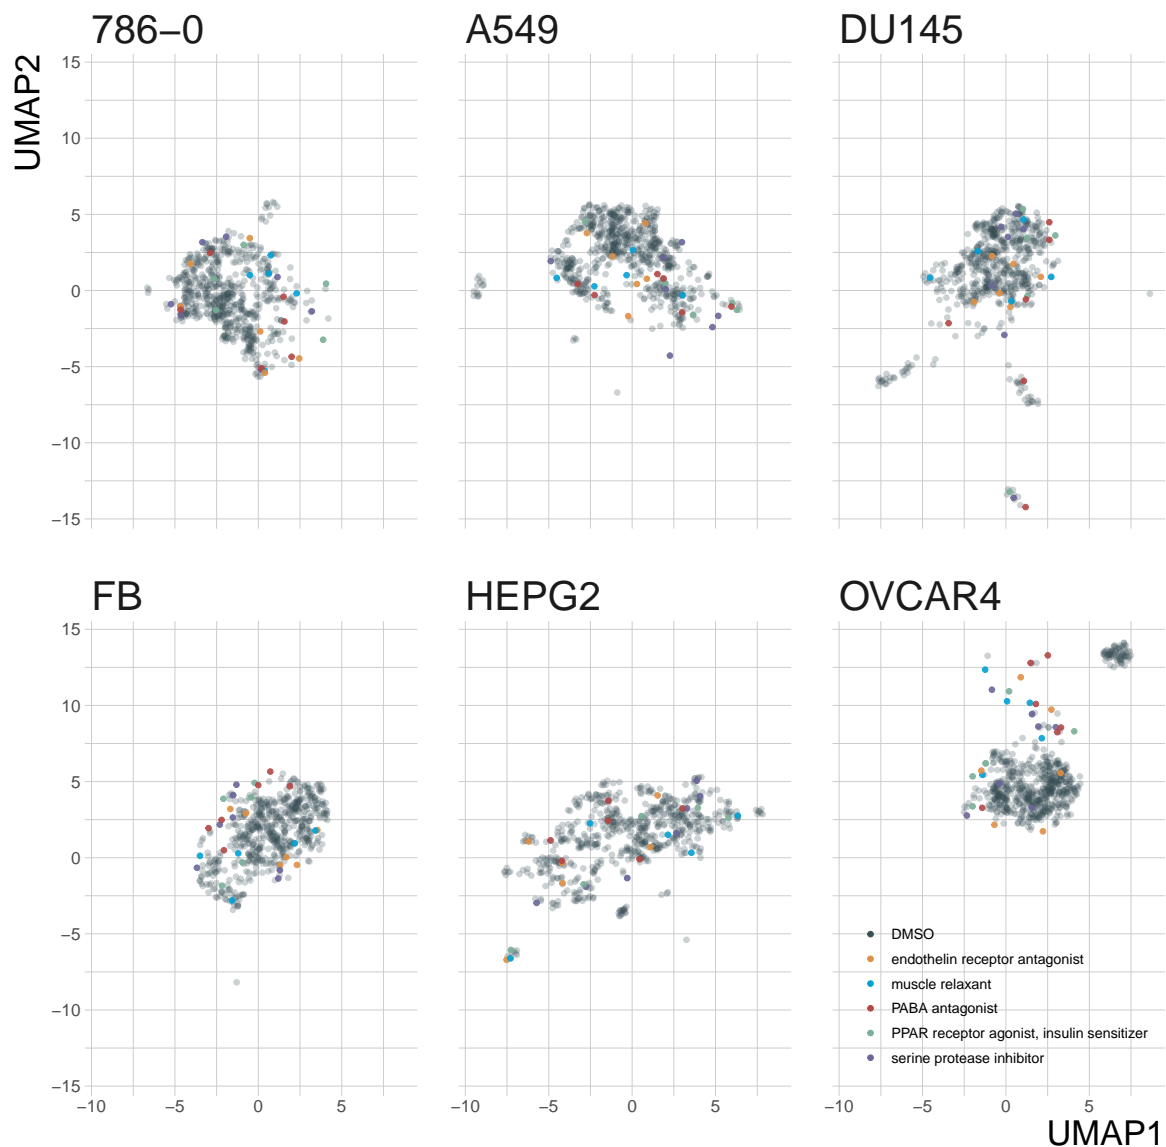 786−0
A549
DU145
UMAP2
15
10
5
0
−5
−10
−15
FB
HEPG2
OVCAR4
15
10
5
0
−5
−10
−15
DMSO
endothelin receptor antagonist
muscle relaxant
PABA antagonist
PPAR receptor agonist, insulin sensitizer
serine protease inhibitor
−10 −5 0 5
−10 −5 0 5
−10 −5 0 5
UMAP1